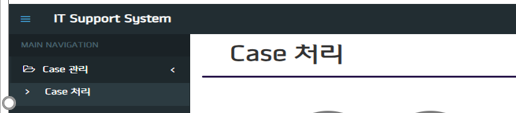 IT Support System
MAIN NAVIGATION
Case 관리
Case 처리
Case 처리